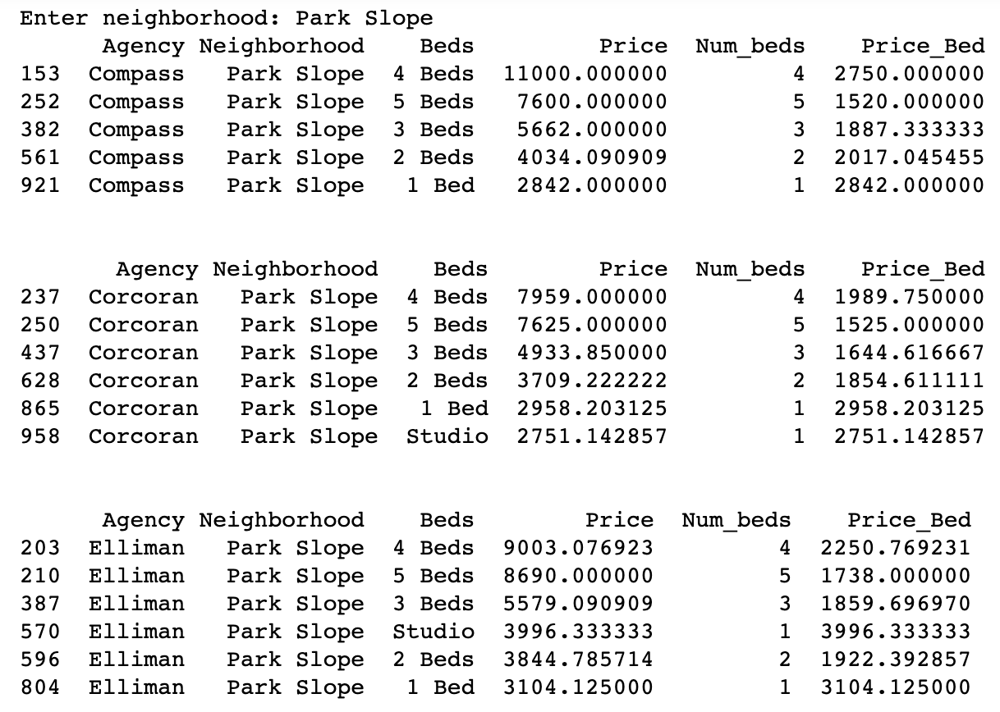 Enter neighborhood: Park Slope
Agency Neighborhood Beds Price Num_beds Price_Bed
153 Compass Park Slope 4 Beds 11000.000000 4 2750.000000
252 Compass Park Slope 5 Beds 7600.000000 5 1520.000000
382 Compass Park Slope 3 Beds 5662.000000 3 1887.333333
561 Compass Park Slope 2 Beds 4034.090909 2 2017.045455
921 Compass Park Slope 1 Bed 2842.000000 1 2842.000000
Agency Neighborhood Beds Price Num_beds Price_Bed
237 Corcoran Park Slope 4 Beds 7959.000000 4 1989.750000
250 Corcoran Park Slope 5 Beds 7625.000000 5 1525.000000
437 Corcoran Park Slope 3 Beds 4933.850000 3 1644.616667
628 Corcoran Park Slope 2 Beds 3709.222222 2 1854.611111
865 Corcoran Park Slope 1 Bed 2958.203125 1 2958.203125
958 Corcoran Park Slope Studio 2751.142857 1 2751.142857
Agency Neighborhood Beds Price Num_beds Price_Bed
203 Elliman Park Slope 4 Beds 9003.076923 4 2250.769231
210 Elliman Park Slope 5 Beds 8690.000000 5 1738.000000
387 Elliman Park Slope 3 Beds 5579.090909 3 1859.696970
570 Elliman Park Slope Studio 3996.333333 1 3996.333333
596 Elliman Park Slope 2 Beds 3844.785714 2 1922.392857
804 Elliman Park Slope 1 Bed 3104.125000 1 3104.125000